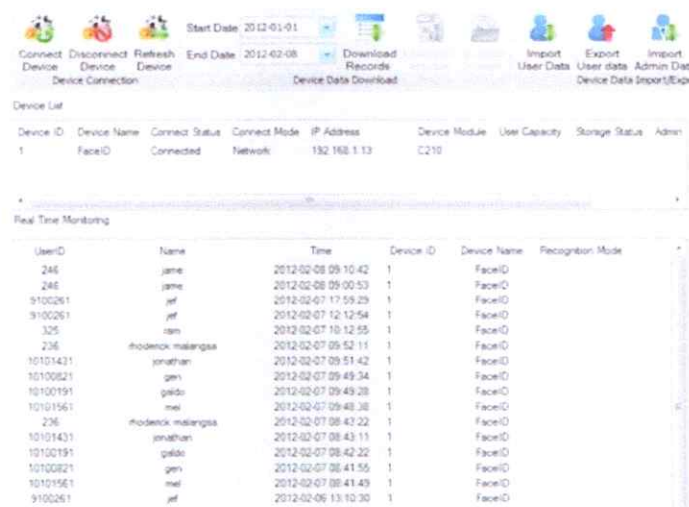 Start Date 2012-01-01
End Date 2012-02-08
Connect Device
Disconnect Device
Refresh Device
Download Records
Import User Data
Export User data
Import Admin Dat
Device Connection
Device Data Download
Device Data Import/Expo
Device List
Device ID Device Name Connect Status Connect Mode IP Address Device Module User Capacity Storage Status Admin
1 FaceID Connected Network 192.168.1.13 C210
Real Time Monitoring
UserID Name Time Device ID Device Name Recognition Mode
246 jame 2012-02-08 09:10:42 1 FaceID
246 jame 2012-02-08 09:00:53 1 FaceID
9100261 jef 2012-02-07 17:59:29 1 FaceID
9100261 jef 2012-02-07 12:12:54 1 FaceID
325 2012-02-07 10:12:55 1 FaceID
236 rhoderick malangsa 2012-02-07 09:52:11 1 FaceID
10101431 jonathan 2012-02-07 09:51:42 1 FaceID
10100821 gen 2012-02-07 09:49:34 1 FaceID
10100191 galdo 2012-02-07 09:49:28 1 FaceID
10101561 mei 2012-02-07 09:48:38 1 FaceID
236 rhoderick malangsa 2012-02-07 08:43:22 1 FaceID
10101431 jonathan 2012-02-07 08:43:11 1 FaceID
10100191 galdo 2012-02-07 08:42:22 1 FaceID
10100821 gen 2012-02-07 08:41:55 1 FaceID
10101561 mei 2012-02-07 08:41:49 1 FaceID
9100261 jef 2012-02-06 13:10:30 1 FaceID